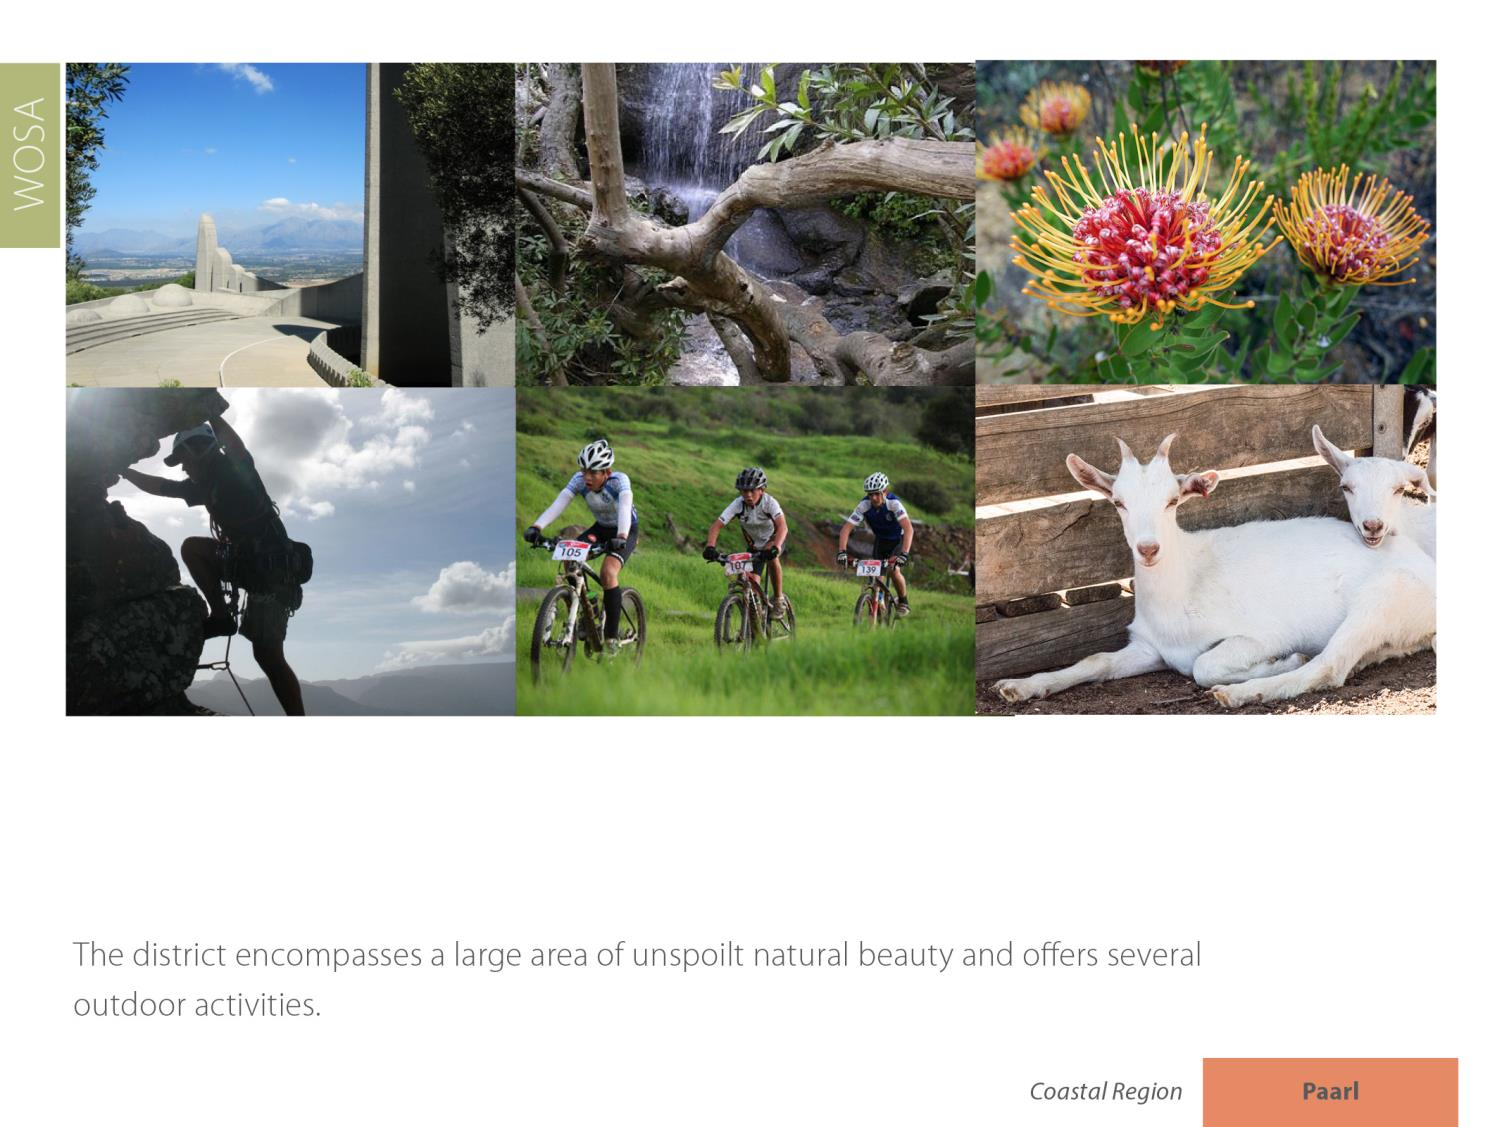 WOSA
105
107
139
The district encompasses a large area of unspoilt natural beauty and offers several
outdoor activities.
Coastal Region
Paarl